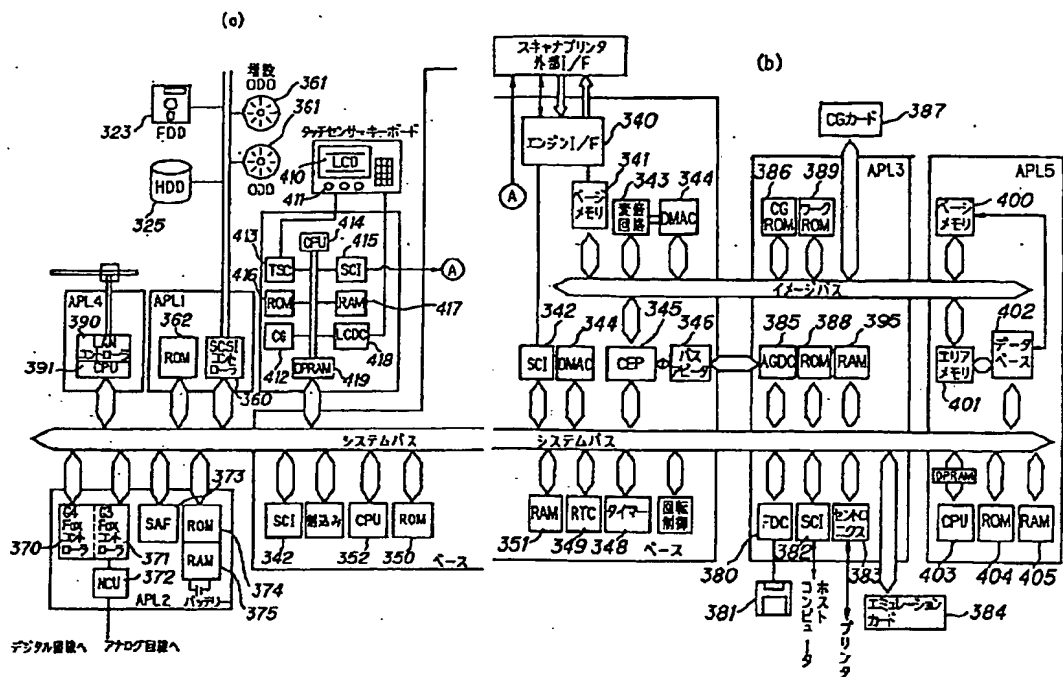 (a)
増設
ODD
361
361
ODD
323
FDD
HDD
325
タッチセンサーキーボード
LCD
410
411
414
413
CPU
415
TSC
SCI
A
416
ROM
RAM
417
CG
LCDC
412
418
DPRAM
419
APL4
390
LAN
コントローラ
391
CPU
APL1
362
ROM
SCSI
コント
ローラ
360
システムバス
373
G4
Fax
コント
ローラ
G3
Fax
コント
ローラ
370
371
SAF
ROM
374
RAM
375
372
NCU
バッテリー
APL2
デジタル回線へ
アナログ回線へ
SCI
342
割込み
CPU
352
ROM
350
ベース
(b)
スキャナプリンタ
外部I/F
エンジンI/F
340
A
341
ページ
メモリ
343
変倍
回路
344
DMAC
イメージバス
342
SCI
344
DMAC
345
CEP
346
バス
システムバス
RAM
351
RTC
349
タイマー
348
回転
制御
ベース
CGカード
387
APL3
386
CG
ROM
389
ワーク
ROM
385
AGDC
388
ROM
395
RAM
FDC
380
381
SCI
382
セントロ
ニクス
383
ホスト
コンピュータ
プリンタ
エミュレーション
カード
384
APL5
ページ
メモリ
400
402
エリア
メモリ
401
データ
ベース
DPRAM
CPU
403
ROM
404
RAM
405